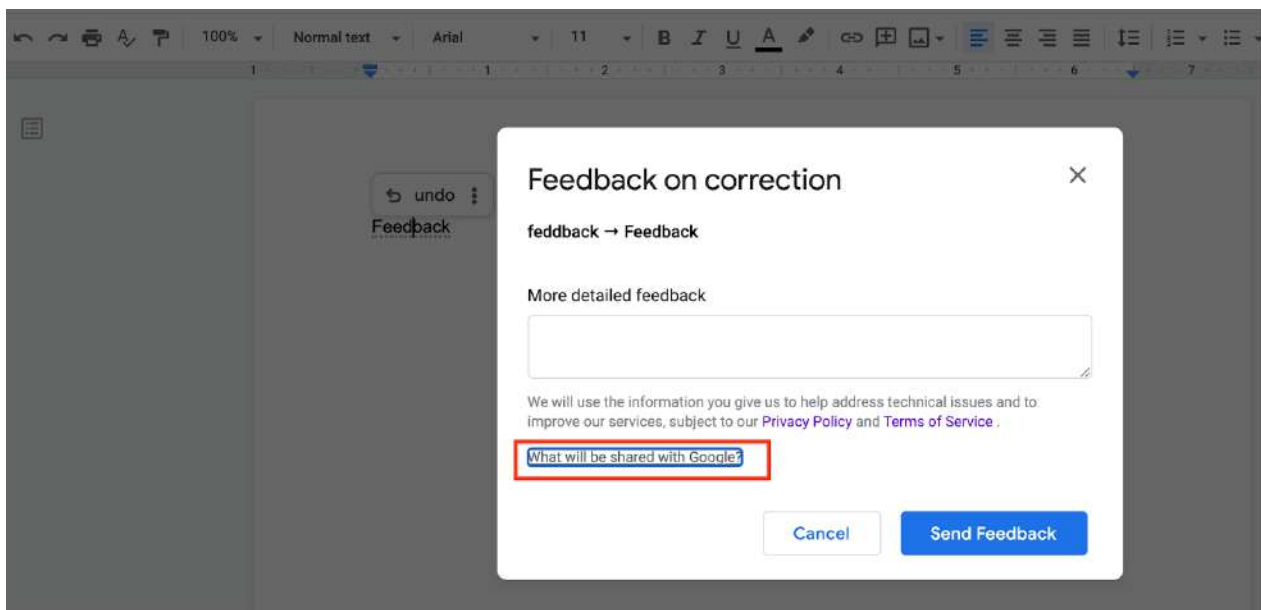 100% Normal text Arial 11 B I U A
1 1 2 3 4 5 6 7
undo
Feedback
Feedback on correction
feddback → Feedback
More detailed feedback
We will use the information you give us to help address technical issues and to
improve our services, subject to our Privacy Policy and Terms of Service .
What will be shared with Google?
Cancel Send Feedback